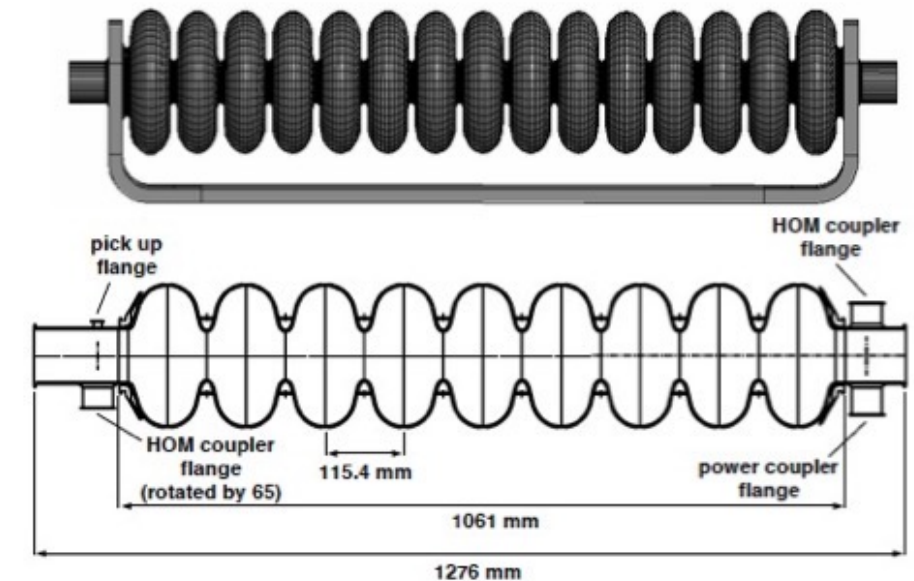 pick up
flange
HOM coupler
flange
HOM coupler
flange
(rotated by 65)
115.4 mm
power coupler
flange
1061 mm
1276 mm